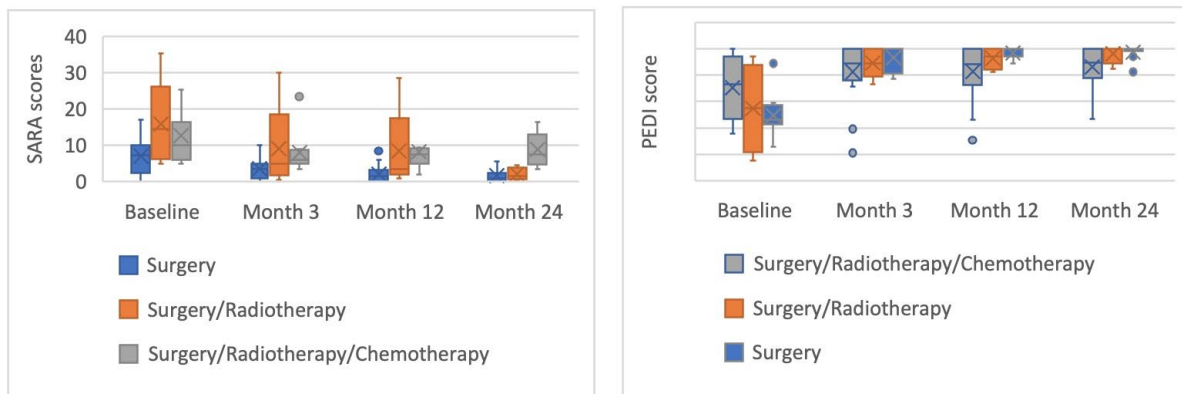 SARA scores
40
30
20
10
0
Baseline Month 3 Month 12 Month 24
Surgery
Surgery/Radiotherapy
Surgery/Radiotherapy/Chemotherapy
PEDI score
Baseline Month 3 Month 12 Month 24
Surgery/Radiotherapy/Chemotherapy
Surgery/Radiotherapy
Surgery